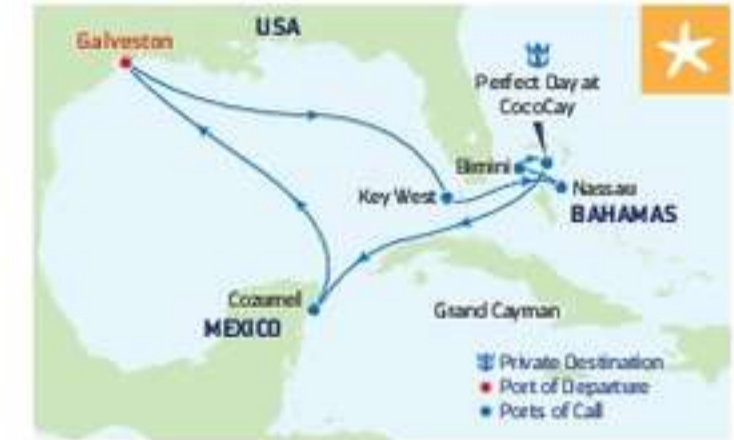 USA
Galveston
Perfect Day at
CocoCay
Bimini
Key West
Nassau
BAHAMAS
Cozumel
MEXICO
Grand Cayman
Private Destination
Port of Departure
Ports of Call